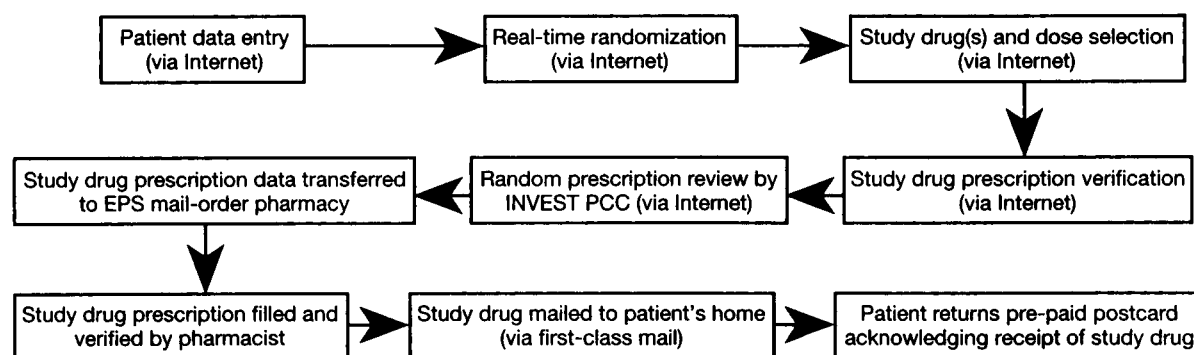 Patient data entry
(via Internet)
Real-time randomization
(via Internet)
Study drug(s) and dose selection
(via Internet)
Study drug prescription verification
(via Internet)
Random prescription review by
INVEST PCC (via Internet)
Study drug prescription data transferred
to EPS mail-order pharmacy
Study drug prescription filled and
verified by pharmacist
Study drug mailed to patient's home
(via first-class mail)
Patient returns pre-paid postcard
acknowledging receipt of study drug